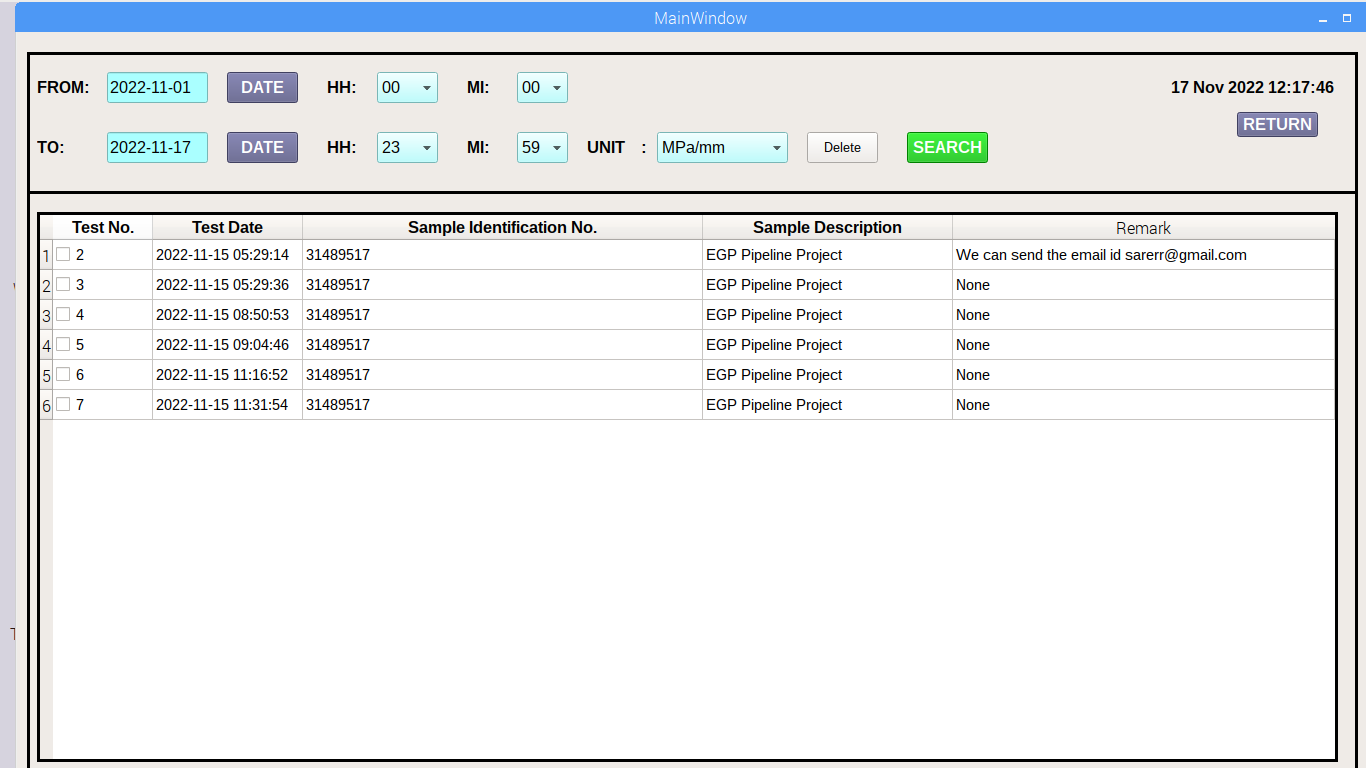 MainWindow
FROM: 2022-11-01 DATE HH: 00 MI: 00 17 Nov 2022 12:17:46
RETURN
TO: 2022-11-17 DATE HH: 23 MI: 59 UNIT : MPa/mm Delete SEARCH
Test No. Test Date Sample Identification No. Sample Description Remark
1 2 2022-11-15 05:29:14 31489517 EGP Pipeline Project We can send the email id sarerr@gmail.com
2 3 2022-11-15 05:29:36 31489517 EGP Pipeline Project None
3 4 2022-11-15 08:50:53 31489517 EGP Pipeline Project None
4 5 2022-11-15 09:04:46 31489517 EGP Pipeline Project None
5 6 2022-11-15 11:16:52 31489517 EGP Pipeline Project None
6 7 2022-11-15 11:31:54 31489517 EGP Pipeline Project None